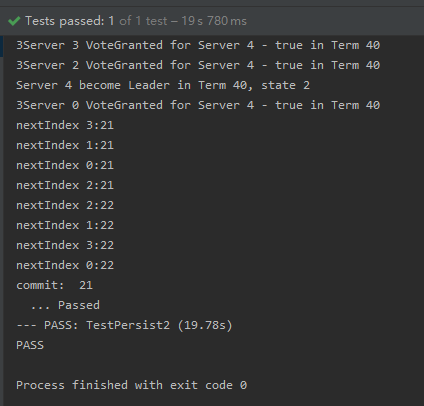 Tests passed: 1 of 1 test – 19 s 780 ms
3Server 3 VoteGranted for Server 4 - true in Term 40
3Server 2 VoteGranted for Server 4 - true in Term 40
Server 4 become Leader in Term 40, state 2
3Server 0 VoteGranted for Server 4 - true in Term 40
nextIndex 3:21
nextIndex 1:21
nextIndex 0:21
nextIndex 2:21
nextIndex 2:22
nextIndex 1:22
nextIndex 3:22
nextIndex 0:22
commit:  21
  ... Passed
--- PASS: TestPersist2 (19.78s)
PASS
Process finished with exit code 0